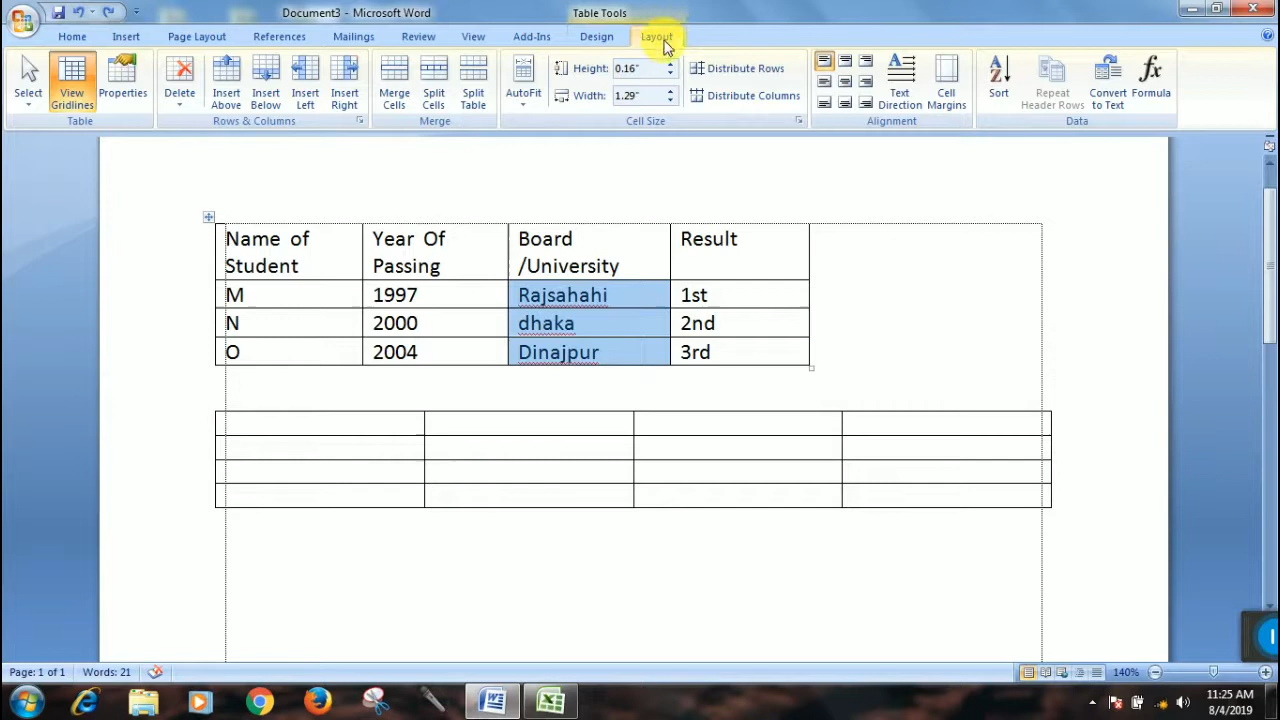 Document3 - Microsoft Word
Table Tools
Home Insert Page Layout References Mailings Review View Add-Ins Design Layout
Select
View Gridlines
Properties
Delete
Insert Above
Insert Below
Insert Left
Insert Right
Merge Cells
Split Cells
Split Table
AutoFit
Height: 0.16"
Width: 1.29"
Distribute Rows
Distribute Columns
Text Direction
Cell Margins
Sort
Repeat Header Rows
Convert to Text
Formula
Table Rows & Columns Merge Cell Size Alignment Data
Name of Student Year Of Passing Board /University Result
M 1997 Rajsahahi 1st
N 2000 dhaka 2nd
O 2004 Dinajpur 3rd
Page: 1 of 1 Words: 21 140%
11:25 AM
8/4/2019